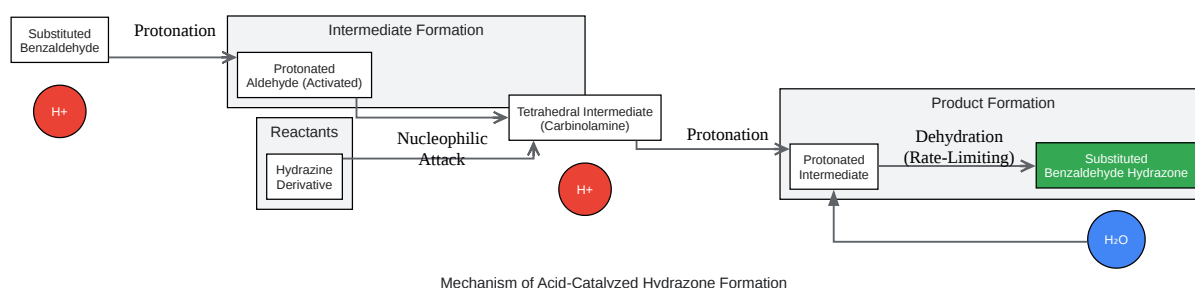 Substituted
Benzaldehyde
Protonation
H+
Intermediate Formation
Protonated
Aldehyde (Activated)
Reactants
Hydrazine
Derivative
Nucleophilic
Attack
Tetrahedral Intermediate
(Carbinolamine)
H+
Protonation
Product Formation
Protonated
Intermediate
Dehydration
(Rate-Limiting)
Substituted
Benzaldehyde Hydrazone
H₂O
Mechanism of Acid-Catalyzed Hydrazone Formation